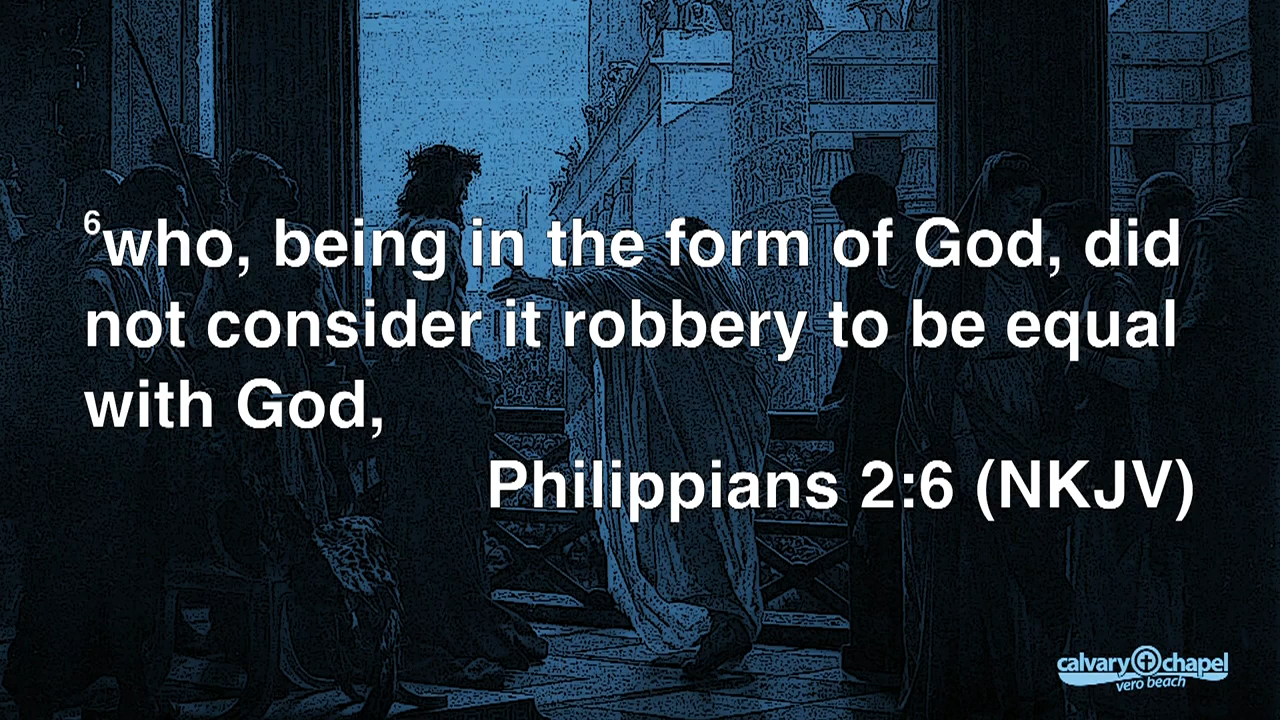 6who, being in the form of God, did
not consider it robbery to be equal
with God,
Philippians 2:6 (NKJV)
calvary chapel
vero beach